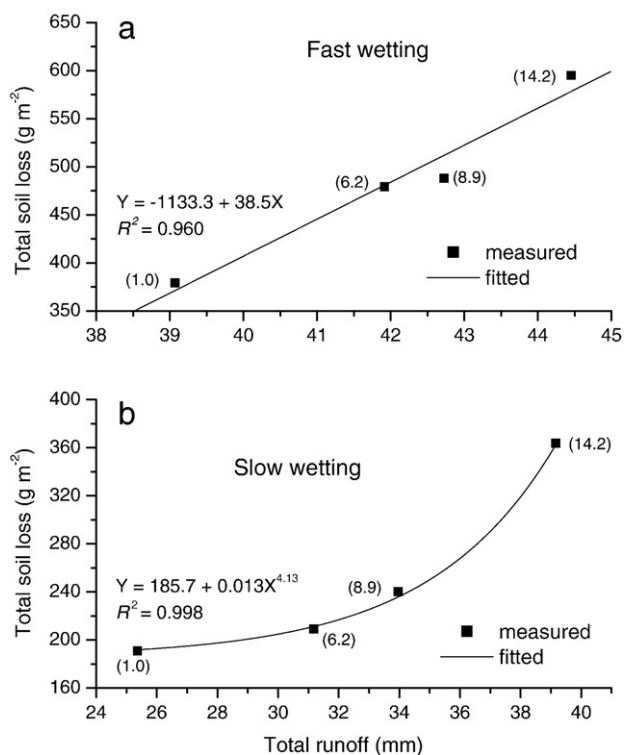 a
Fast wetting
Total soil loss (g m⁻²)
650
600
550
500
450
400
350
(14.2)
(6.2)
(8.9)
(1.0)
Y = -1133.3 + 38.5X
R² = 0.960
measured
fitted
38 39 40 41 42 43 44 45
b
Slow wetting
Total soil loss (g m⁻²)
400
360
320
280
240
200
160
(14.2)
(8.9)
(6.2)
(1.0)
Y = 185.7 + 0.013X⁴·¹³
R² = 0.998
measured
fitted
24 26 28 30 32 34 36 38 40
Total runoff (mm)